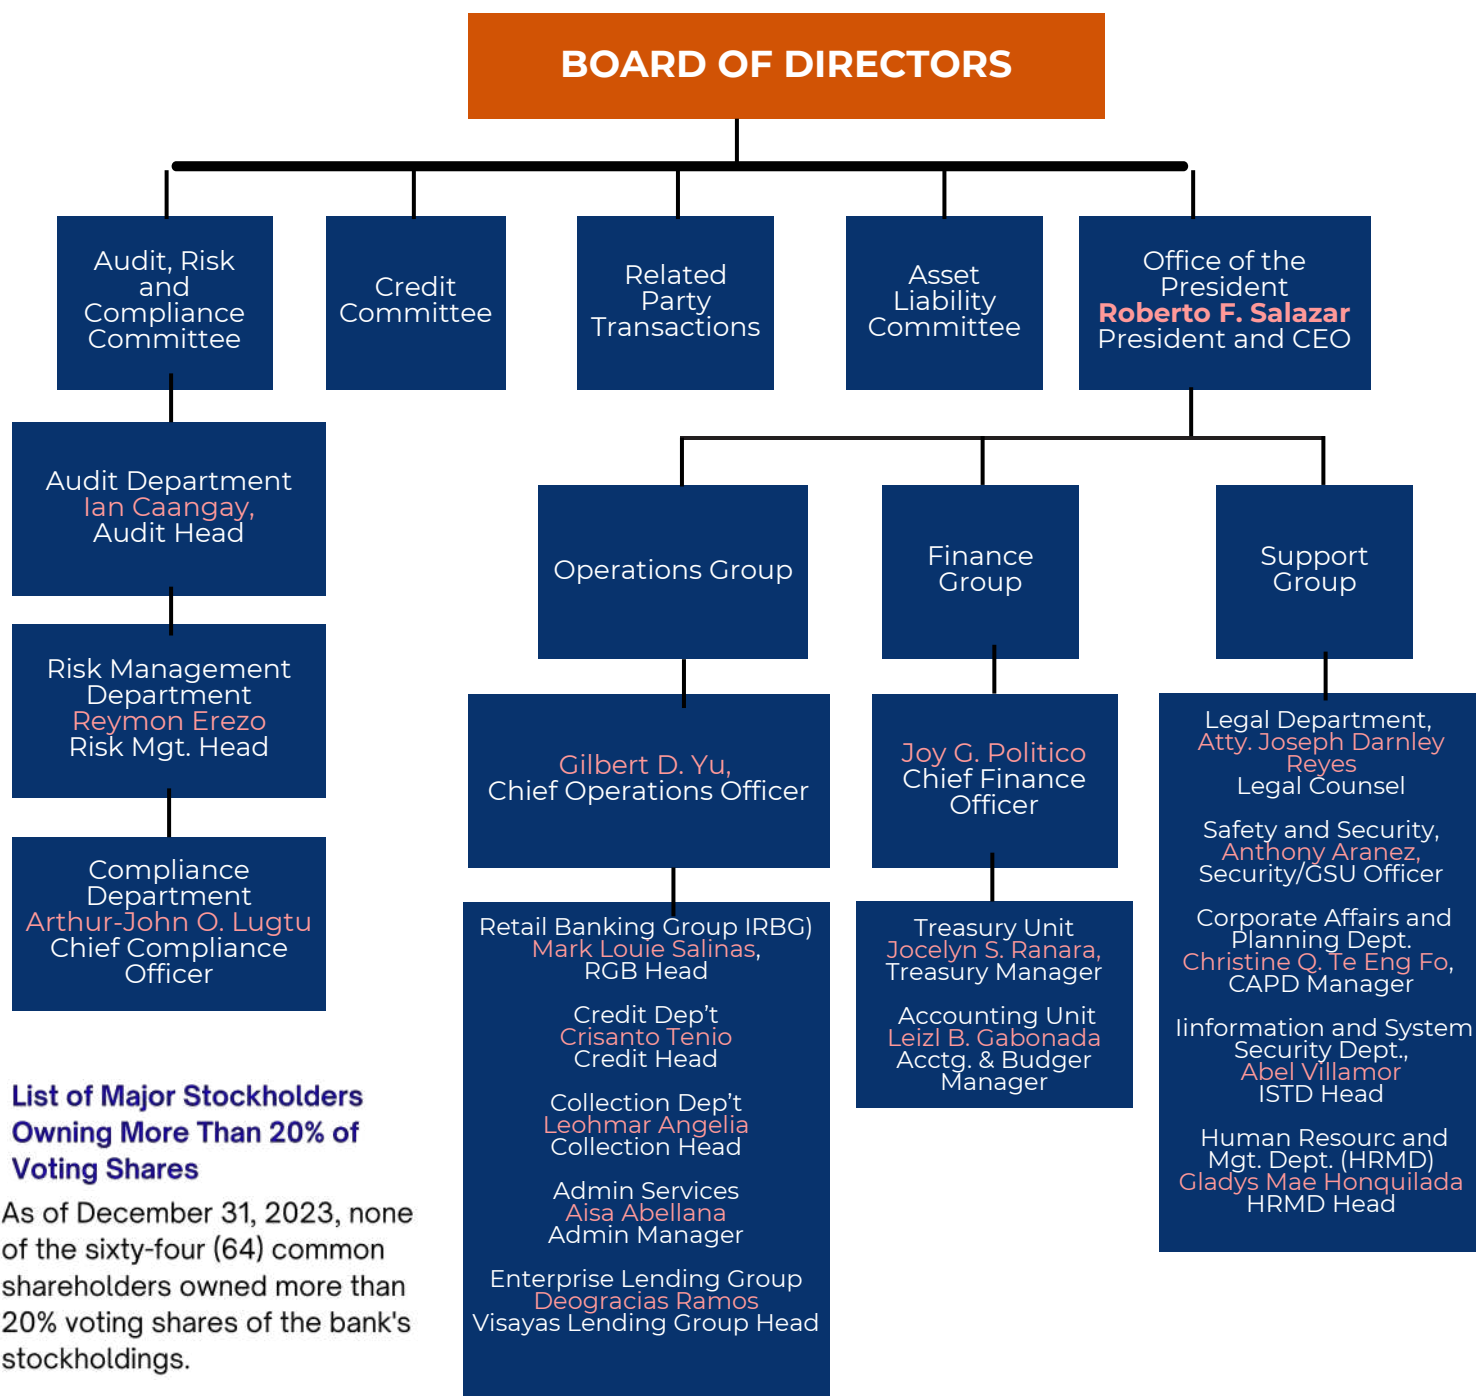 BOARD OF DIRECTORS
Audit, Risk
and
Compliance
Committee
Credit
Committee
Related
Party
Transactions
Asset
Liability
Committee
Office of the
President
Roberto F. Salazar
President and CEO
Audit Department
Ian Caangay,
Audit Head
Risk Management
Department
Reymon Erezo
Risk Mgt. Head
Compliance
Department
Arthur-John O. Lugtu
Chief Compliance
Officer
Operations Group
Finance
Group
Support
Group
Gilbert D. Yu,
Chief Operations Officer
Joy G. Politico
Chief Finance
Officer
Retail Banking Group IRBG)
Mark Louie Salinas,
RGB Head
Credit Dep't
Crisanto Tenio
Credit Head
Collection Dep't
Leohmar Angelia
Collection Head
Admin Services
Aisa Abellana
Admin Manager
Enterprise Lending Group
Deogracias Ramos
Visayas Lending Group Head
Treasury Unit
Jocelyn S. Ranara,
Treasury Manager
Accounting Unit
Leizl B. Gabonada
Acctg. & Budger
Manager
Legal Department,
Atty. Joseph Darnley
Reyes
Legal Counsel
Safety and Security,
Anthony Aranez,
Security/GSU Officer
Corporate Affairs and
Planning Dept.
Christine Q. Te Eng Fo,
CAPD Manager
Iinformation and System
Security Dept.,
Abel Villamor
ISTD Head
Human Resourc and
Mgt. Dept. (HRMD)
Gladys Mae Honquilada
HRMD Head
List of Major Stockholders
Owning More Than 20% of
Voting Shares
As of December 31, 2023, none
of the sixty-four (64) common
shareholders owned more than
20% voting shares of the bank's
stockholdings.